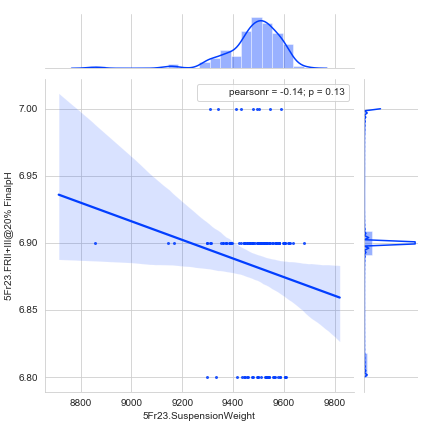 pearsonr = -0.14; p = 0.13
7.00
6.95
6.90
6.85
6.80
5Fr23.FRII+III@20% FinalpH
8800 9000 9200 9400 9600 9800
5Fr23.SuspensionWeight